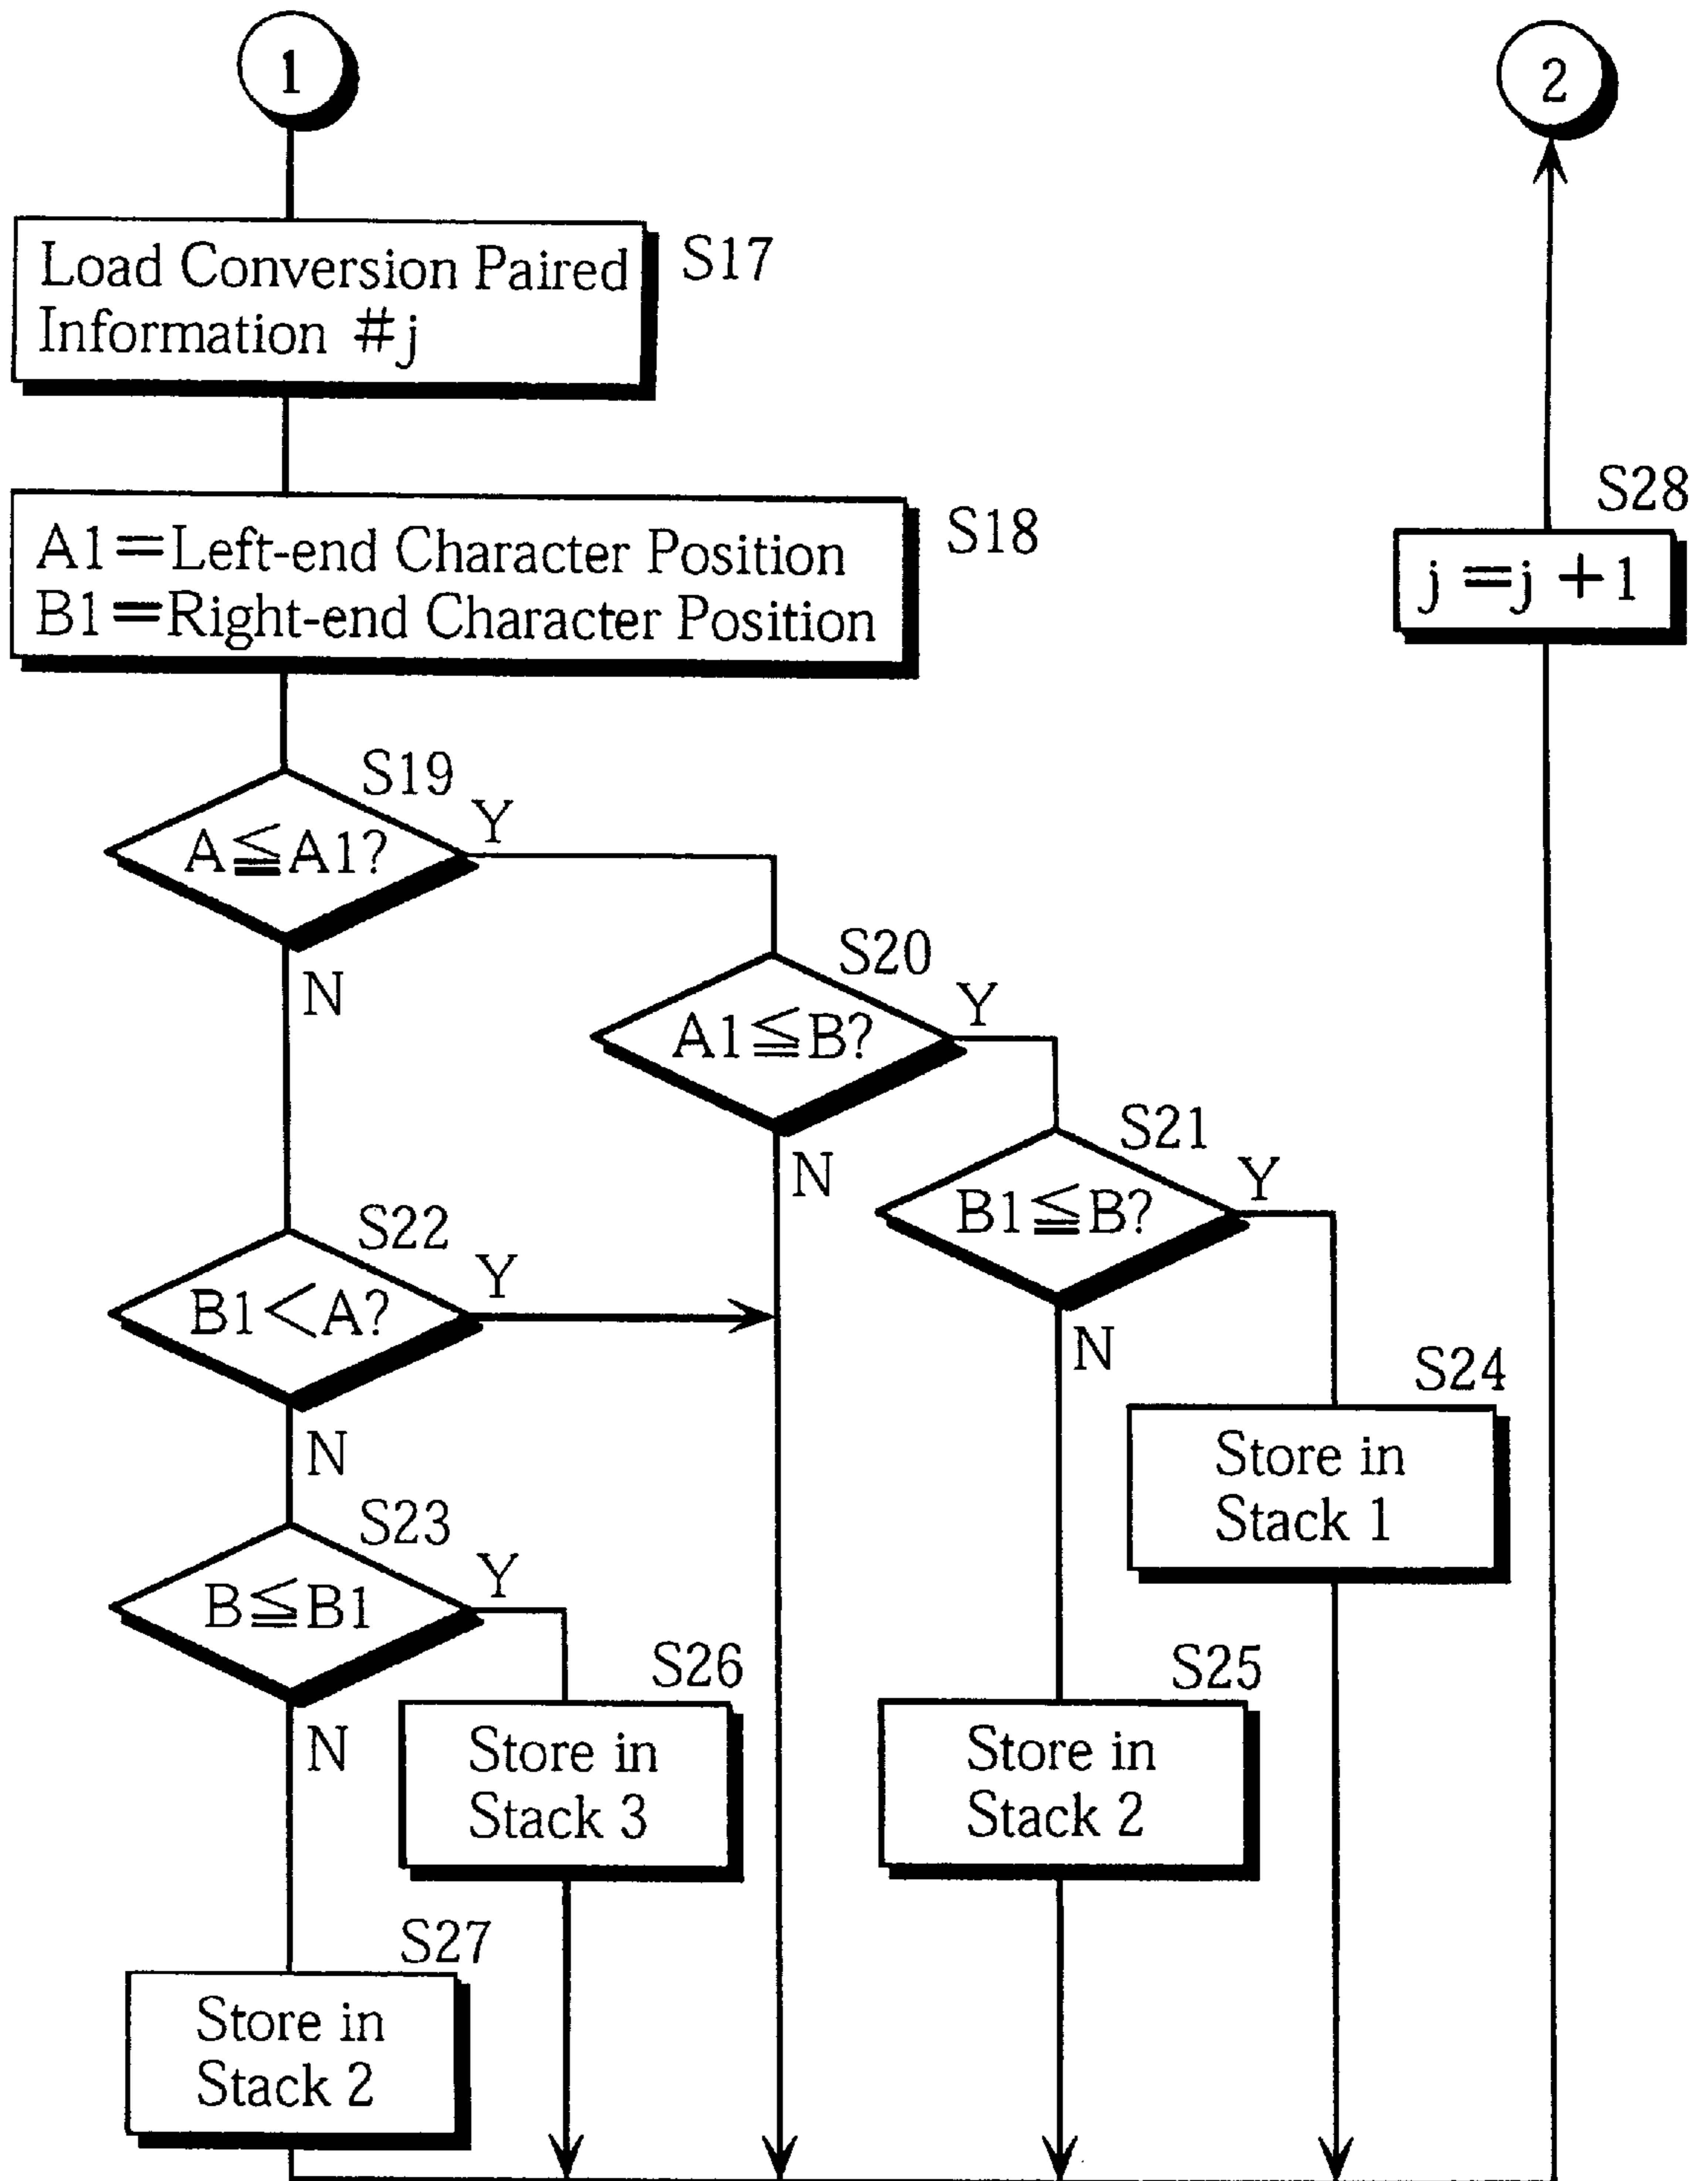 1
2
Load Conversion Paired
Information #j
S17
A1=Left-end Character Position
B1=Right-end Character Position
S18
S28
j=j+1
S19
A≦A1?
Y
N
S20
A1≦B?
Y
N
S21
B1≦B?
Y
N
S22
B1<A?
Y
N
S24
Store in
Stack 1
S23
B≦B1
Y
N
S26
Store in
Stack 3
S25
Store in
Stack 2
S27
Store in
Stack 2